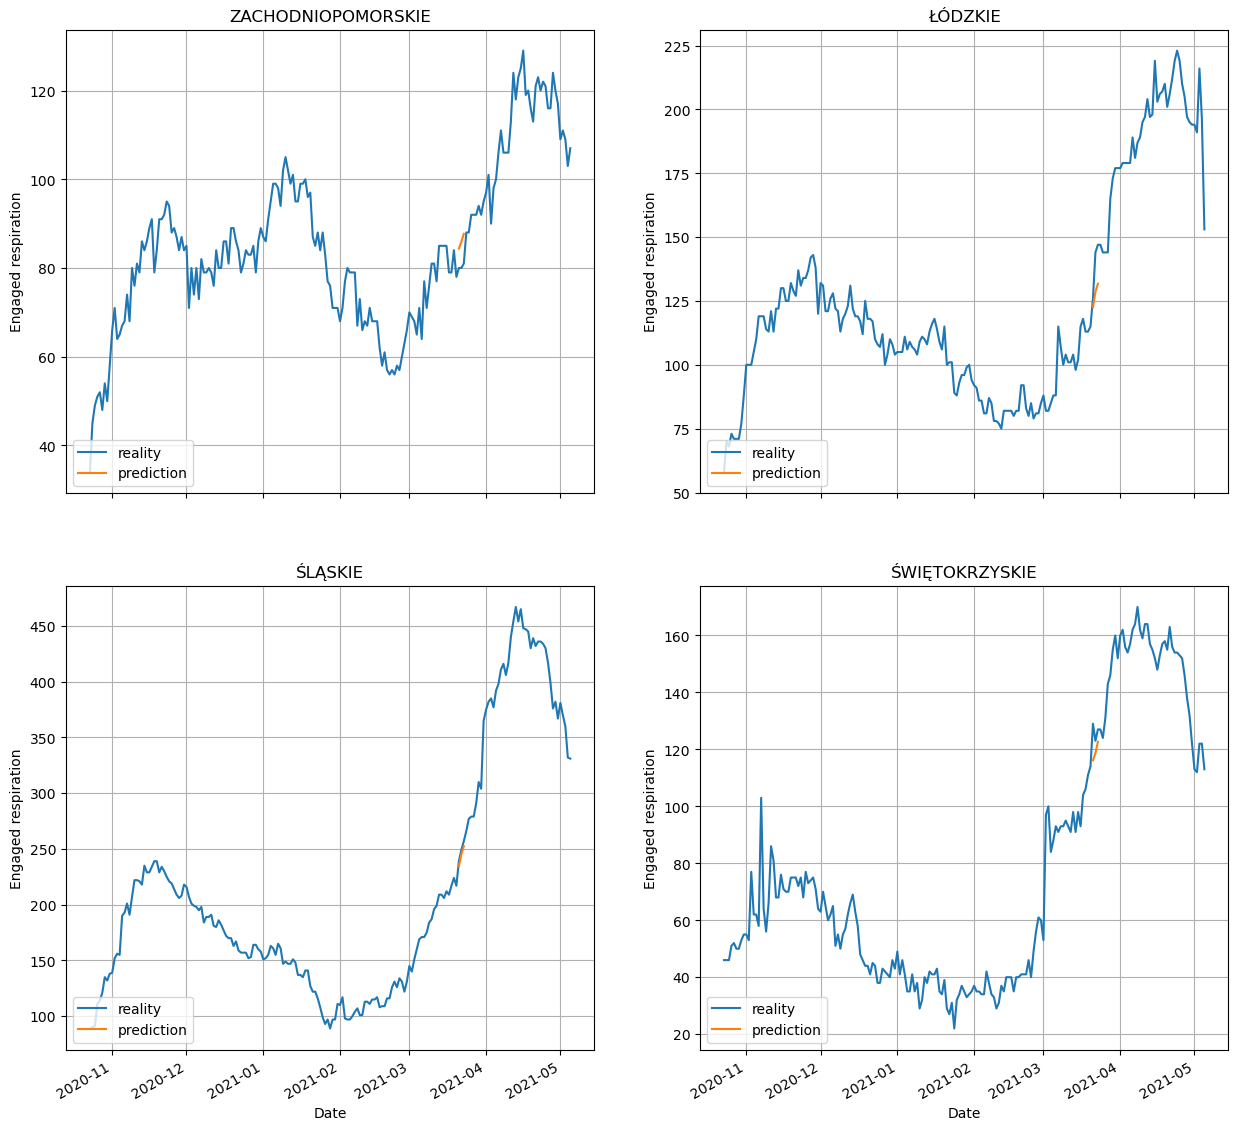 ZACHODNIOPOMORSKIE
120
100
80
60
40
Engaged respiration
reality
prediction
ŁÓDZKIE
225
200
175
150
125
100
75
50
Engaged respiration
reality
prediction
ŚLĄSKIE
450
400
350
300
250
200
150
100
Engaged respiration
reality
prediction
2020-11
2020-12
2021-01
2021-02
2021-03
2021-04
2021-05
Date
ŚWIĘTOKRZYSKIE
160
140
120
100
80
60
40
20
Engaged respiration
reality
prediction
2020-11
2020-12
2021-01
2021-02
2021-03
2021-04
2021-05
Date